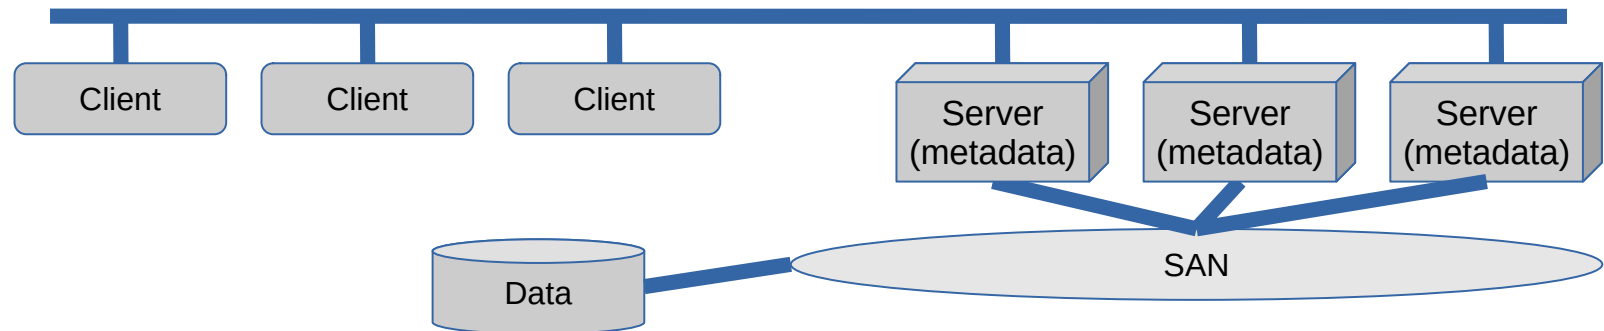 Client
Client
Client
Server
(metadata)
Server
(metadata)
Server
(metadata)
SAN
Data